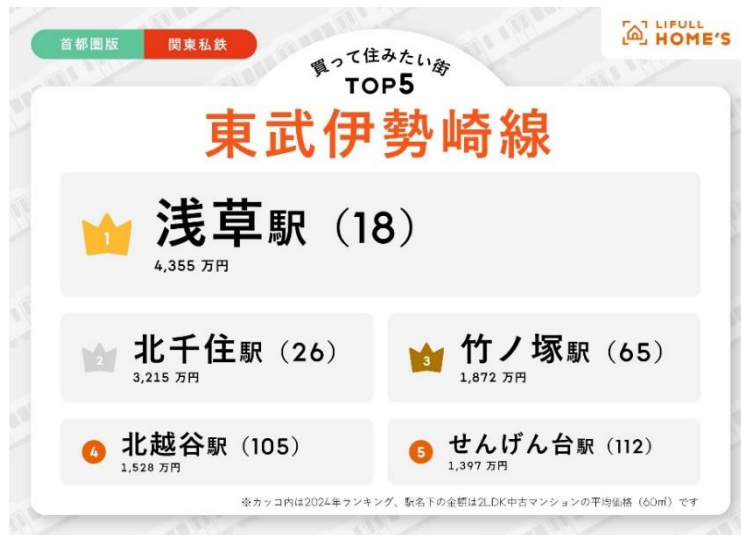 首都圏版 関東私鉄
LIFULL
HOME'S
買って住みたい街
TOP5
東武伊勢崎線
1
浅草駅（18）
4,355 万円
2
北千住駅（26）
3,215 万円
3
竹ノ塚駅（65）
1,872 万円
4
北越谷駅（105）
1,528 万円
5
せんげん台駅（112）
1,397 万円
※カッコ内は2024年ランキング、駅名下の金額は2LDK中古マンションの平均価格（60㎡）です